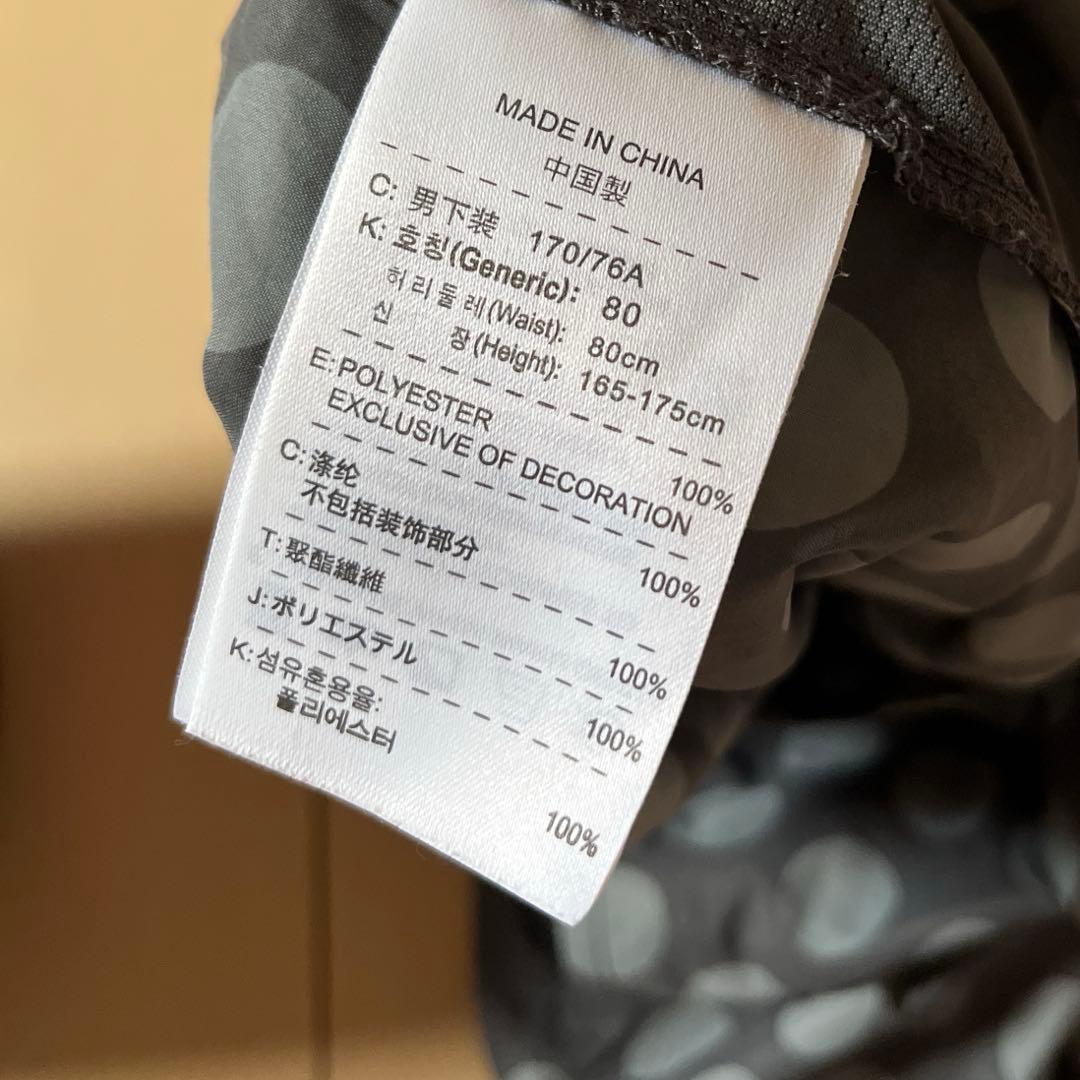 MADE IN CHINA
中国製
C: 男下装 170/76A
K: 호칭(Generic): 80
허리둘레(Waist): 80cm
신 장(Height): 165-175cm
E:POLYESTER 100%
EXCLUSIVE OF DECORATION
C:涤纶 100%
不包括装饰部分
T:聚酯纖維 100%
J:ポリエステル 100%
K:섬유혼용율:
폴리에스터 100%